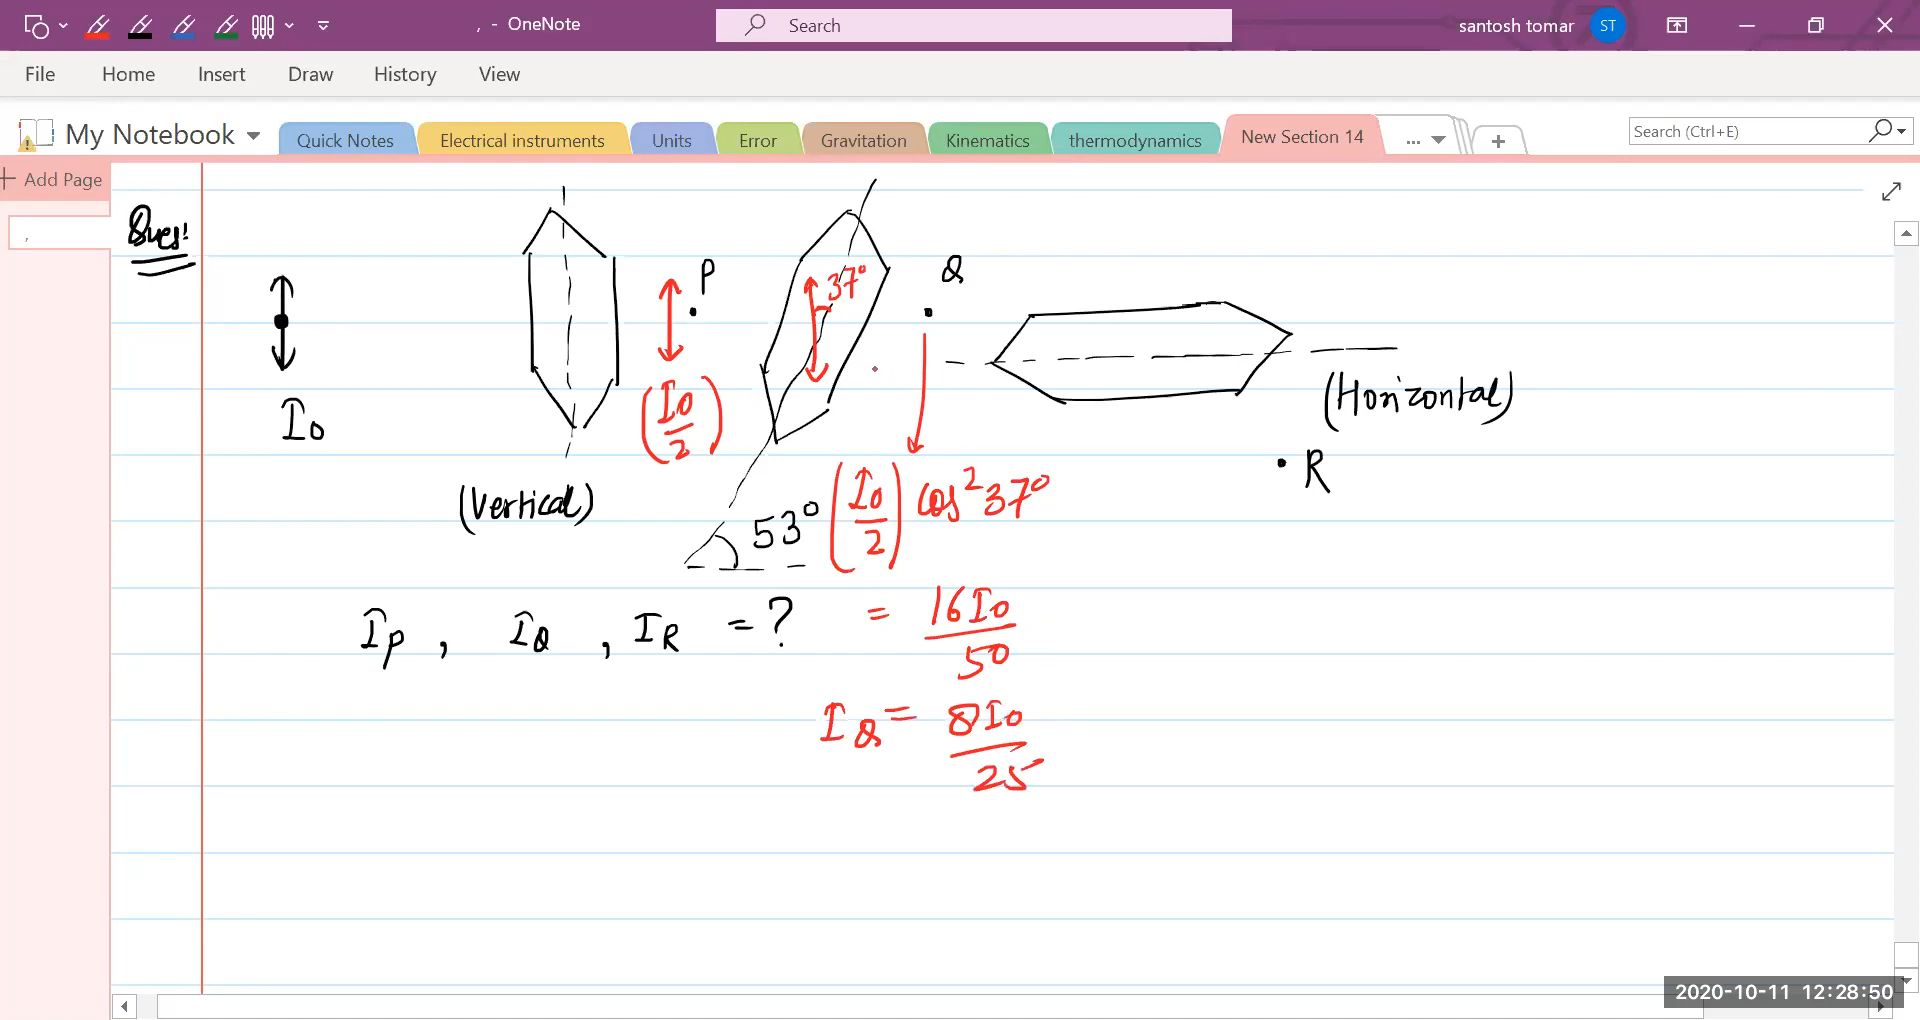 , - OneNote
Search
santosh tomar
ST
File Home Insert Draw History View
My Notebook
Quick Notes
Electrical instruments
Units
Error
Gravitation
Kinematics
thermodynamics
New Section 14
...
Search (Ctrl+E)
Add Page
,
Ques!
I0
(Vertical)
P
(I0/2)
37°
53°
Q
(I0/2) cos²37°
= 16I0/50
IQ = 8I0/25
(Horizontal)
R
IP , IQ , IR = ?
2020-10-11 12:28:50